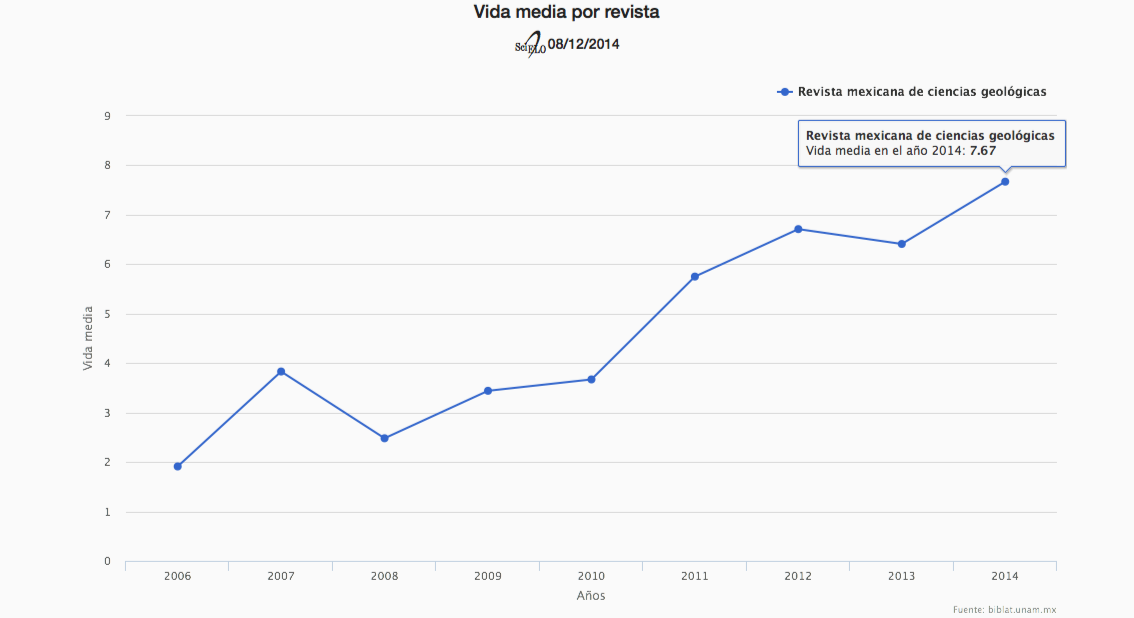 Vida media por revista
SciELO 08/12/2014
Revista mexicana de ciencias geológicas
Revista mexicana de ciencias geológicas
Vida media en el año 2014: 7.67
9
8
7
6
5
4
3
2
1
0
Vida media
2006 2007 2008 2009 2010 2011 2012 2013 2014
Años
Fuente: biblat.unam.mx